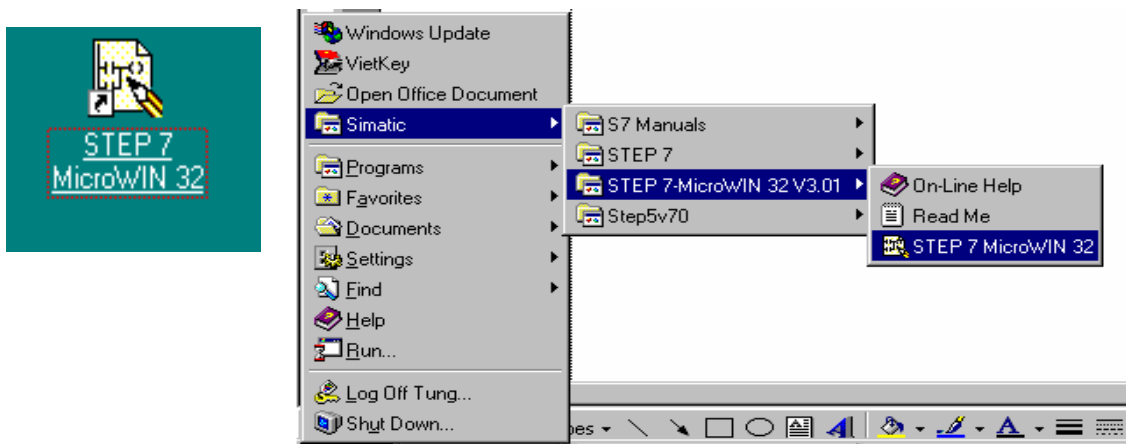 STEP 7
MicroWIN 32
Windows Update
VietKey
Open Office Document
Simatic
Programs
Favorites
Documents
Settings
Find
Help
Run...
Log Off Tung...
Shut Down...
S7 Manuals
STEP 7
STEP 7-MicroWIN 32 V3.01
Step5v70
On-Line Help
Read Me
STEP 7 MicroWIN 32
pes